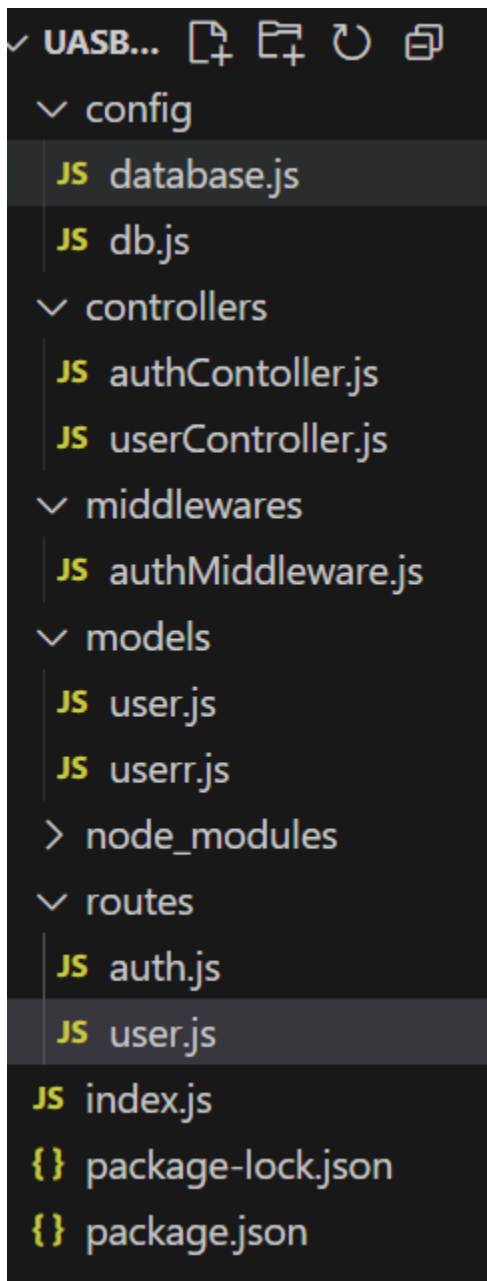 UASB...
config
JS database.js
JS db.js
controllers
JS authContoller.js
JS userController.js
middlewares
JS authMiddleware.js
models
JS user.js
JS userr.js
node_modules
routes
JS auth.js
JS user.js
JS index.js
{} package-lock.json
{} package.json